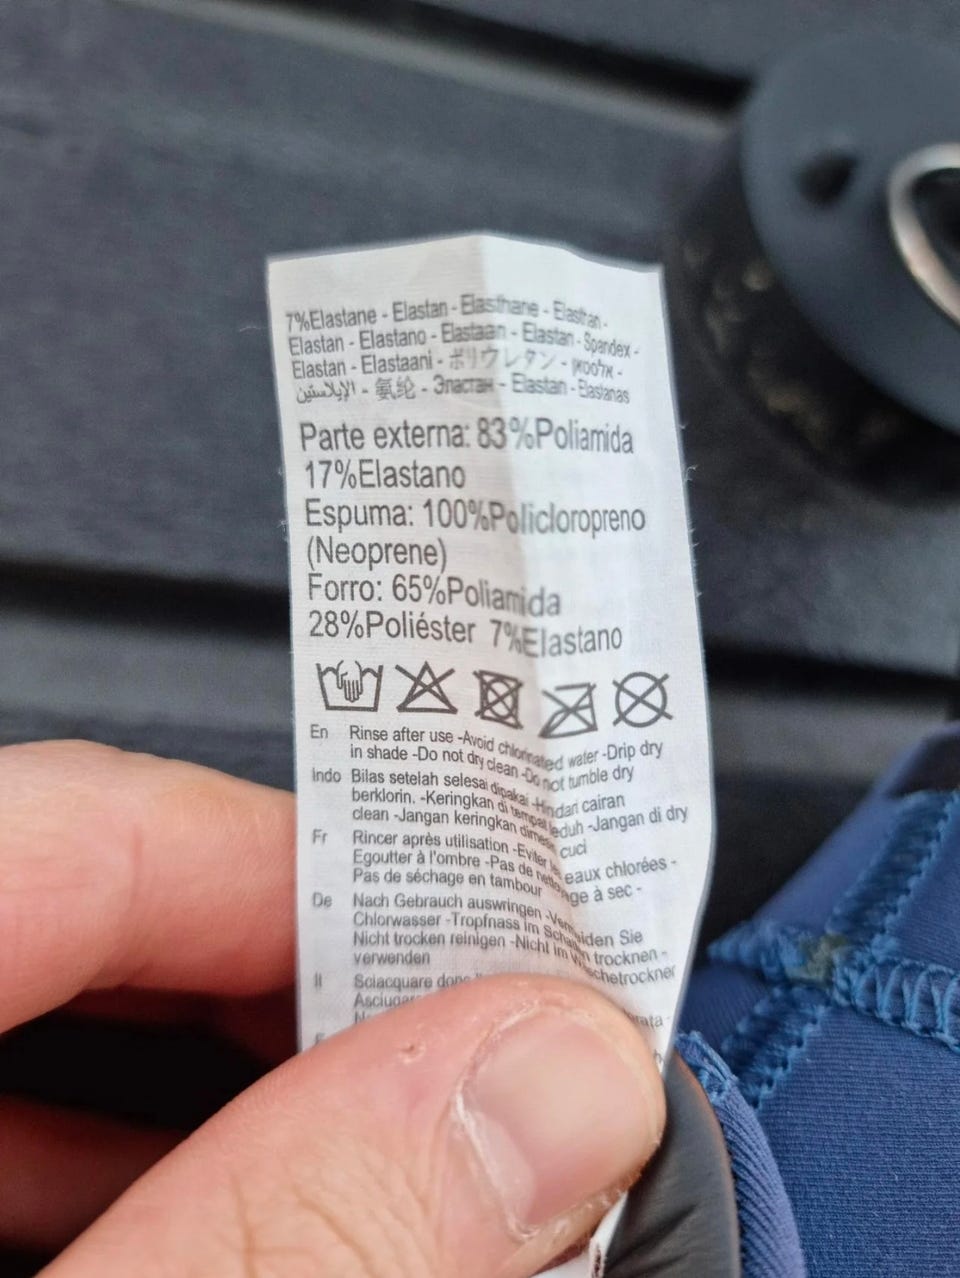 7%Elastane - Elastan - Elasthanne - Elasthan -
Elastan - Elastano - Elastaan - Elastan - Spandex -
Elastan - Elastaani - ポリウレタン - אלסטאן -
الإيلاستين - 氨纶 - Эластан - Elastan - Elastanas
Parte externa: 83%Poliamida
17%Elastano
Espuma: 100%Policloropreno
(Neoprene)
Forro: 65%Poliamida
28%Poliéster 7%Elastano
En Rinse after use -Avoid chlorinated water -Drip dry
in shade -Do not dry clean -Do not tumble dry
Indo Bilas setelah selesai dipakai -Hindari cairan
berklorin. -Keringkan di tempat teduh -Jangan di dry
clean -Jangan keringkan dimesin cuci
Fr Rincer après utilisation -Eviter les eaux chlorées -
Egoutter à l'ombre -Pas de nettoyage à sec -
Pas de séchage en tambour
De Nach Gebrauch auswringen -Vermeiden Sie
Chlorwasser -Tropfnass im Schatten trocknen -
Nicht trocken reinigen -Nicht im Wäschetrockner
verwenden
Il Sciacquare